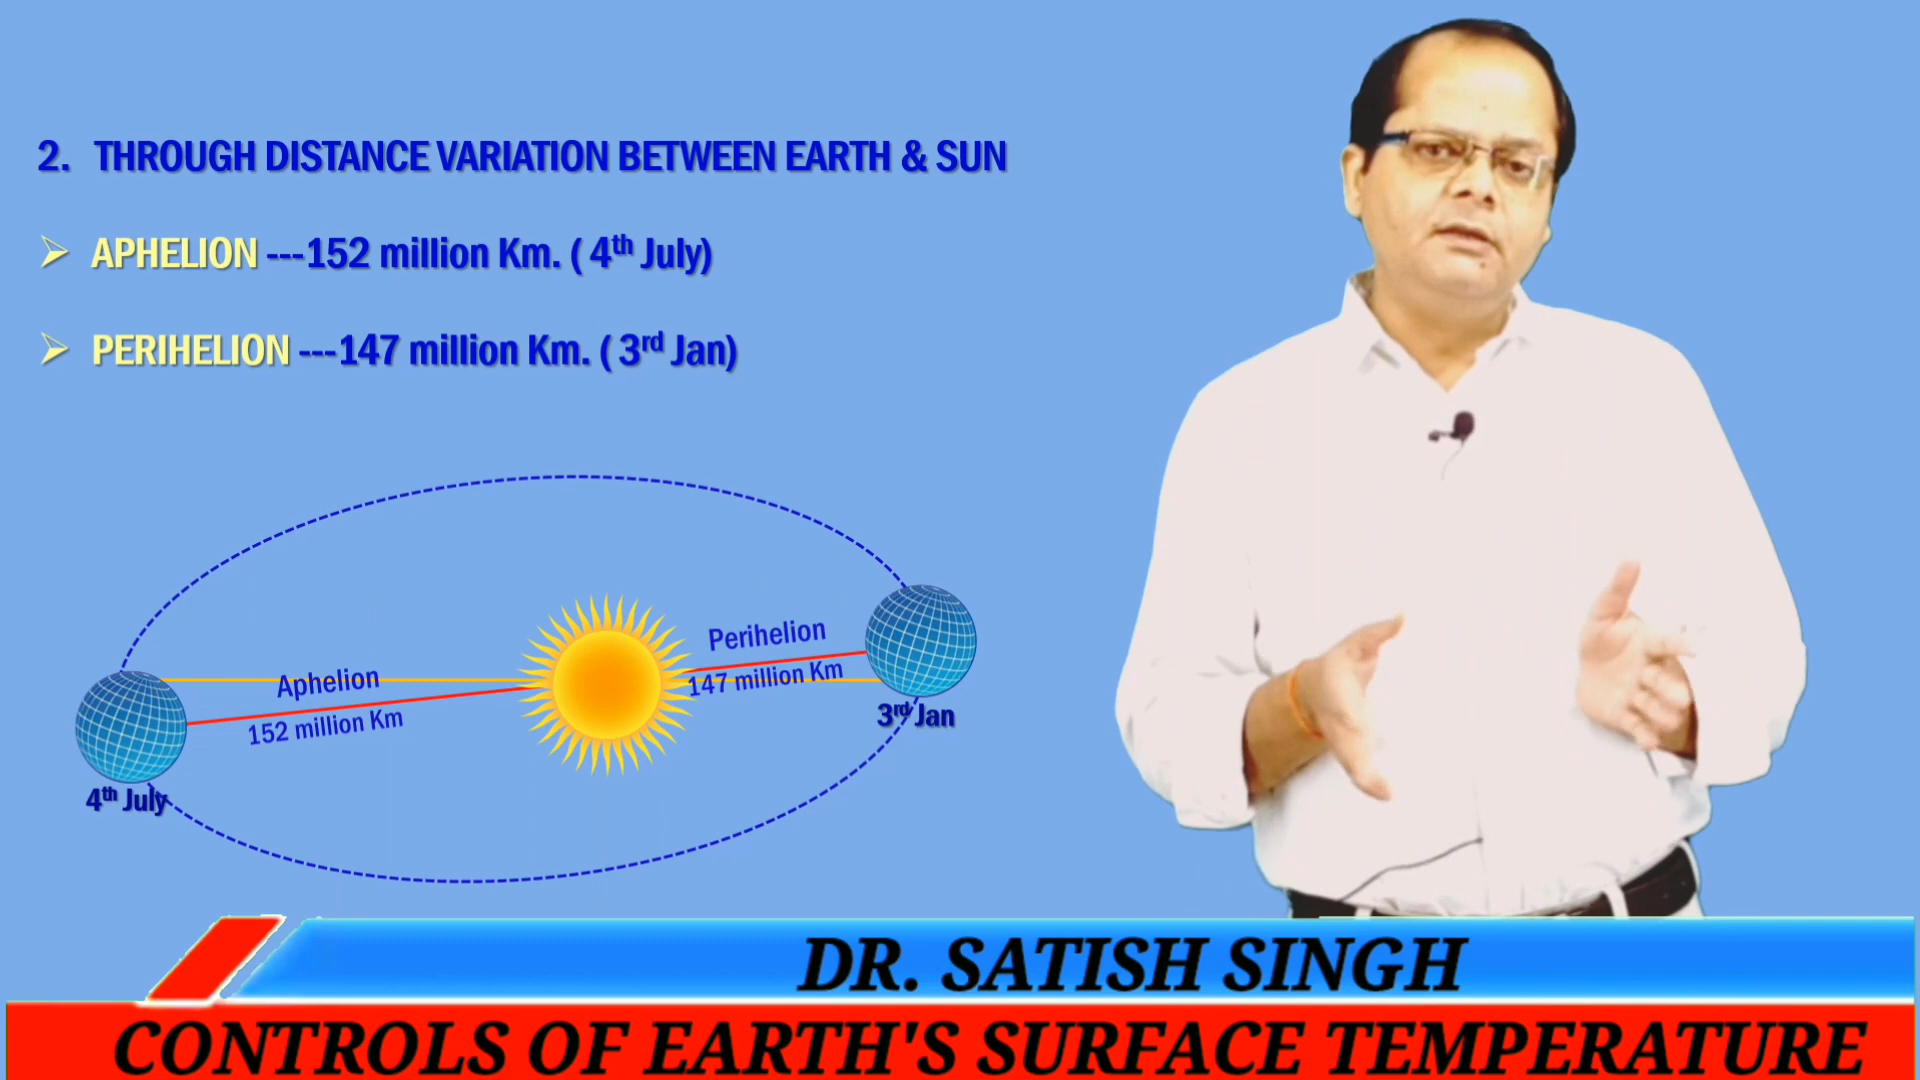 2. THROUGH DISTANCE VARIATION BETWEEN EARTH & SUN
APHELION ---152 million Km. ( 4th July)
PERIHELION ---147 million Km. ( 3rd Jan)
Perihelion
147 million Km
Aphelion
152 million Km
3rd Jan
4th July
DR. SATISH SINGH
CONTROLS OF EARTH'S SURFACE TEMPERATURE